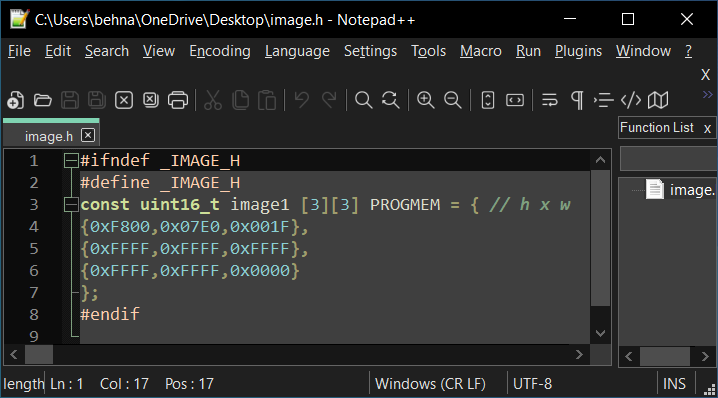 C:\Users\behna\OneDrive\Desktop\image.h - Notepad++
File Edit Search View Encoding Language Settings Tools Macro Run Plugins Window ?
X
image.h
Function List x
1 #ifndef _IMAGE_H
2 #define _IMAGE_H
3 const uint16_t image1 [3][3] PROGMEM = { // h x w
4 {0xF800,0x07E0,0x001F},
5 {0xFFFF,0xFFFF,0xFFFF},
6 {0xFFFF,0xFFFF,0x0000}
7 };
8 #endif
9
image.
length Ln : 1 Col : 17 Pos : 17 Windows (CR LF) UTF-8 INS